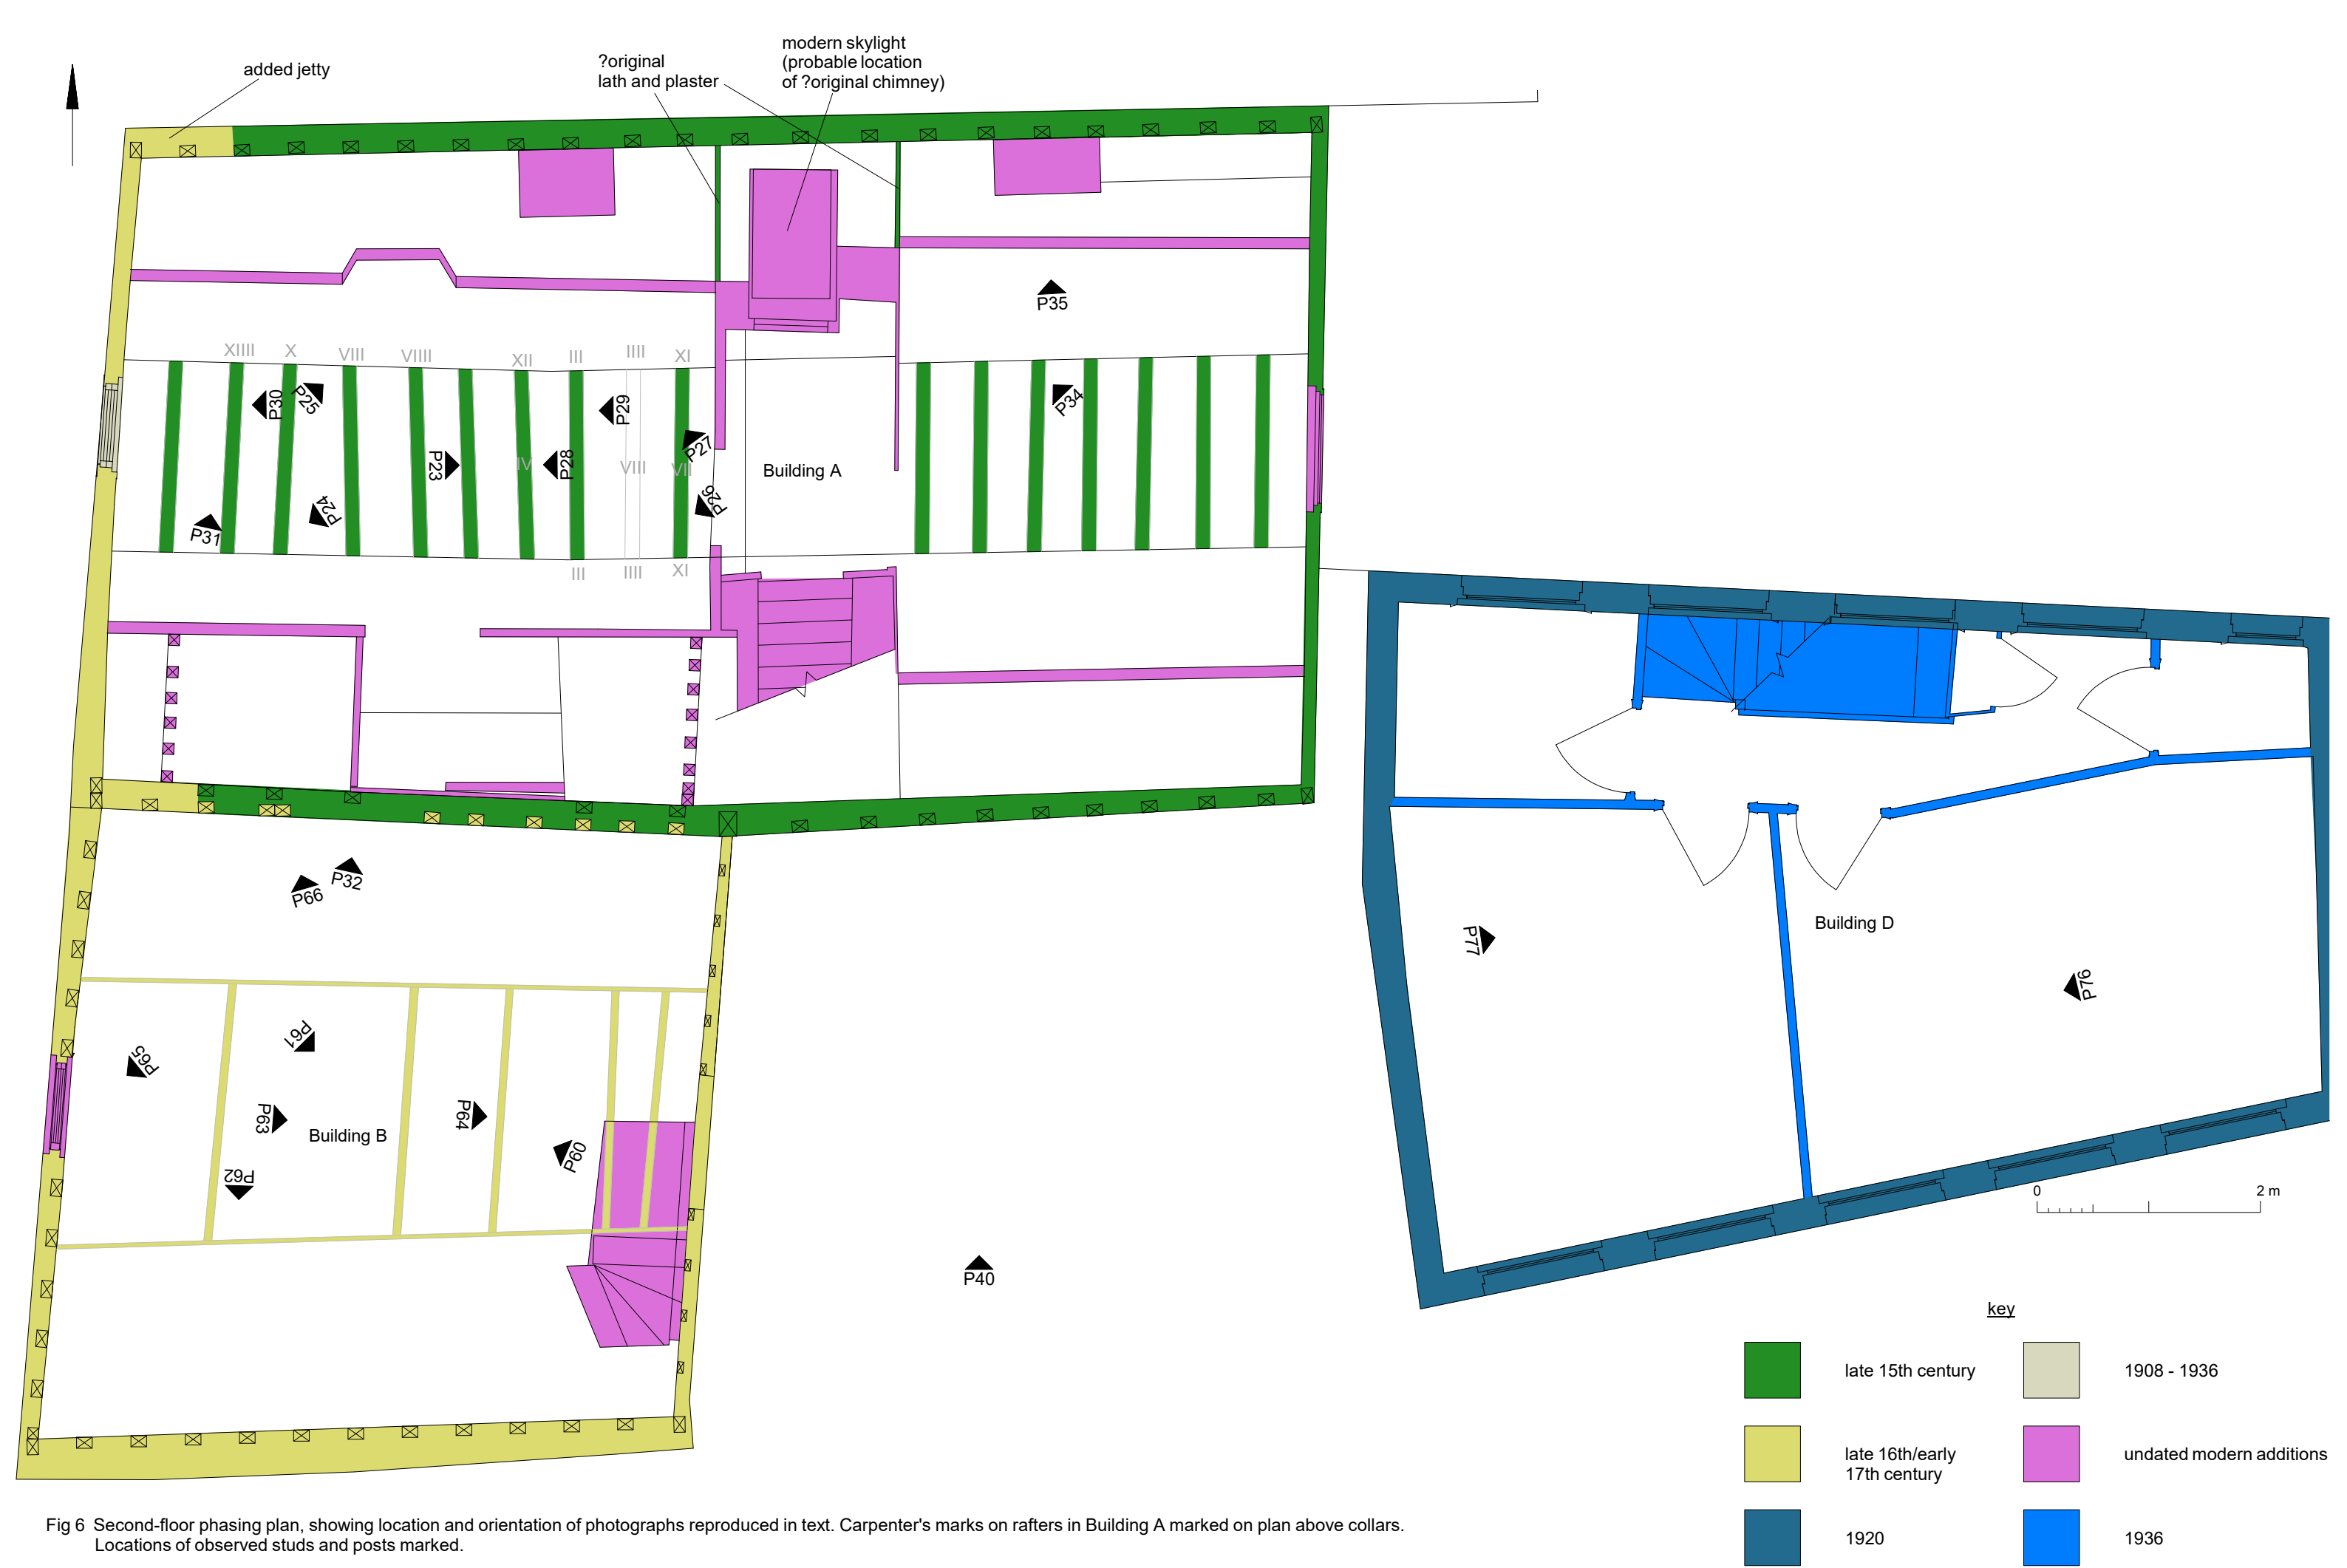 added jetty
?original
lath and plaster
modern skylight
(probable location
of ?original chimney)
P35
XIIII
X
VIII
VIIII
XII
III
IIII
XI
P30
P25
P29
P34
P27
P23
IV
P28
VIII
VII
Building A
P24
P26
P31
III
IIII
XI
P32
P66
Building D
P77
P76
P61
P65
P63
P64
Building B
P60
P62
0
2 m
P40
key
late 15th century
1908 - 1936
late 16th/early
17th century
undated modern additions
1920
1936
Fig 6 Second-floor phasing plan, showing location and orientation of photographs reproduced in text. Carpenter's marks on rafters in Building A marked on plan above collars.
Locations of observed studs and posts marked.